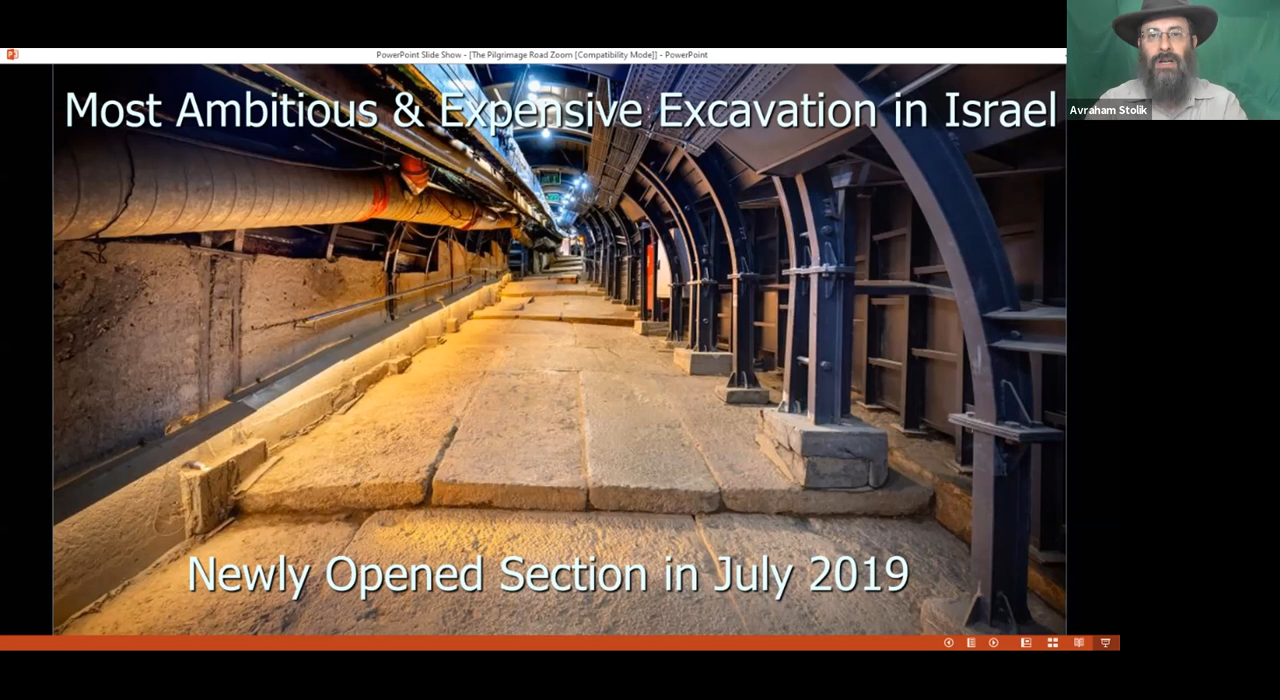 PowerPoint Slide Show - [The Pilgrimage Road Zoom [Compatibility Mode]] - PowerPoint
Avraham Stolik
Most Ambitious & Expensive Excavation in Israel
Newly Opened Section in July 2019